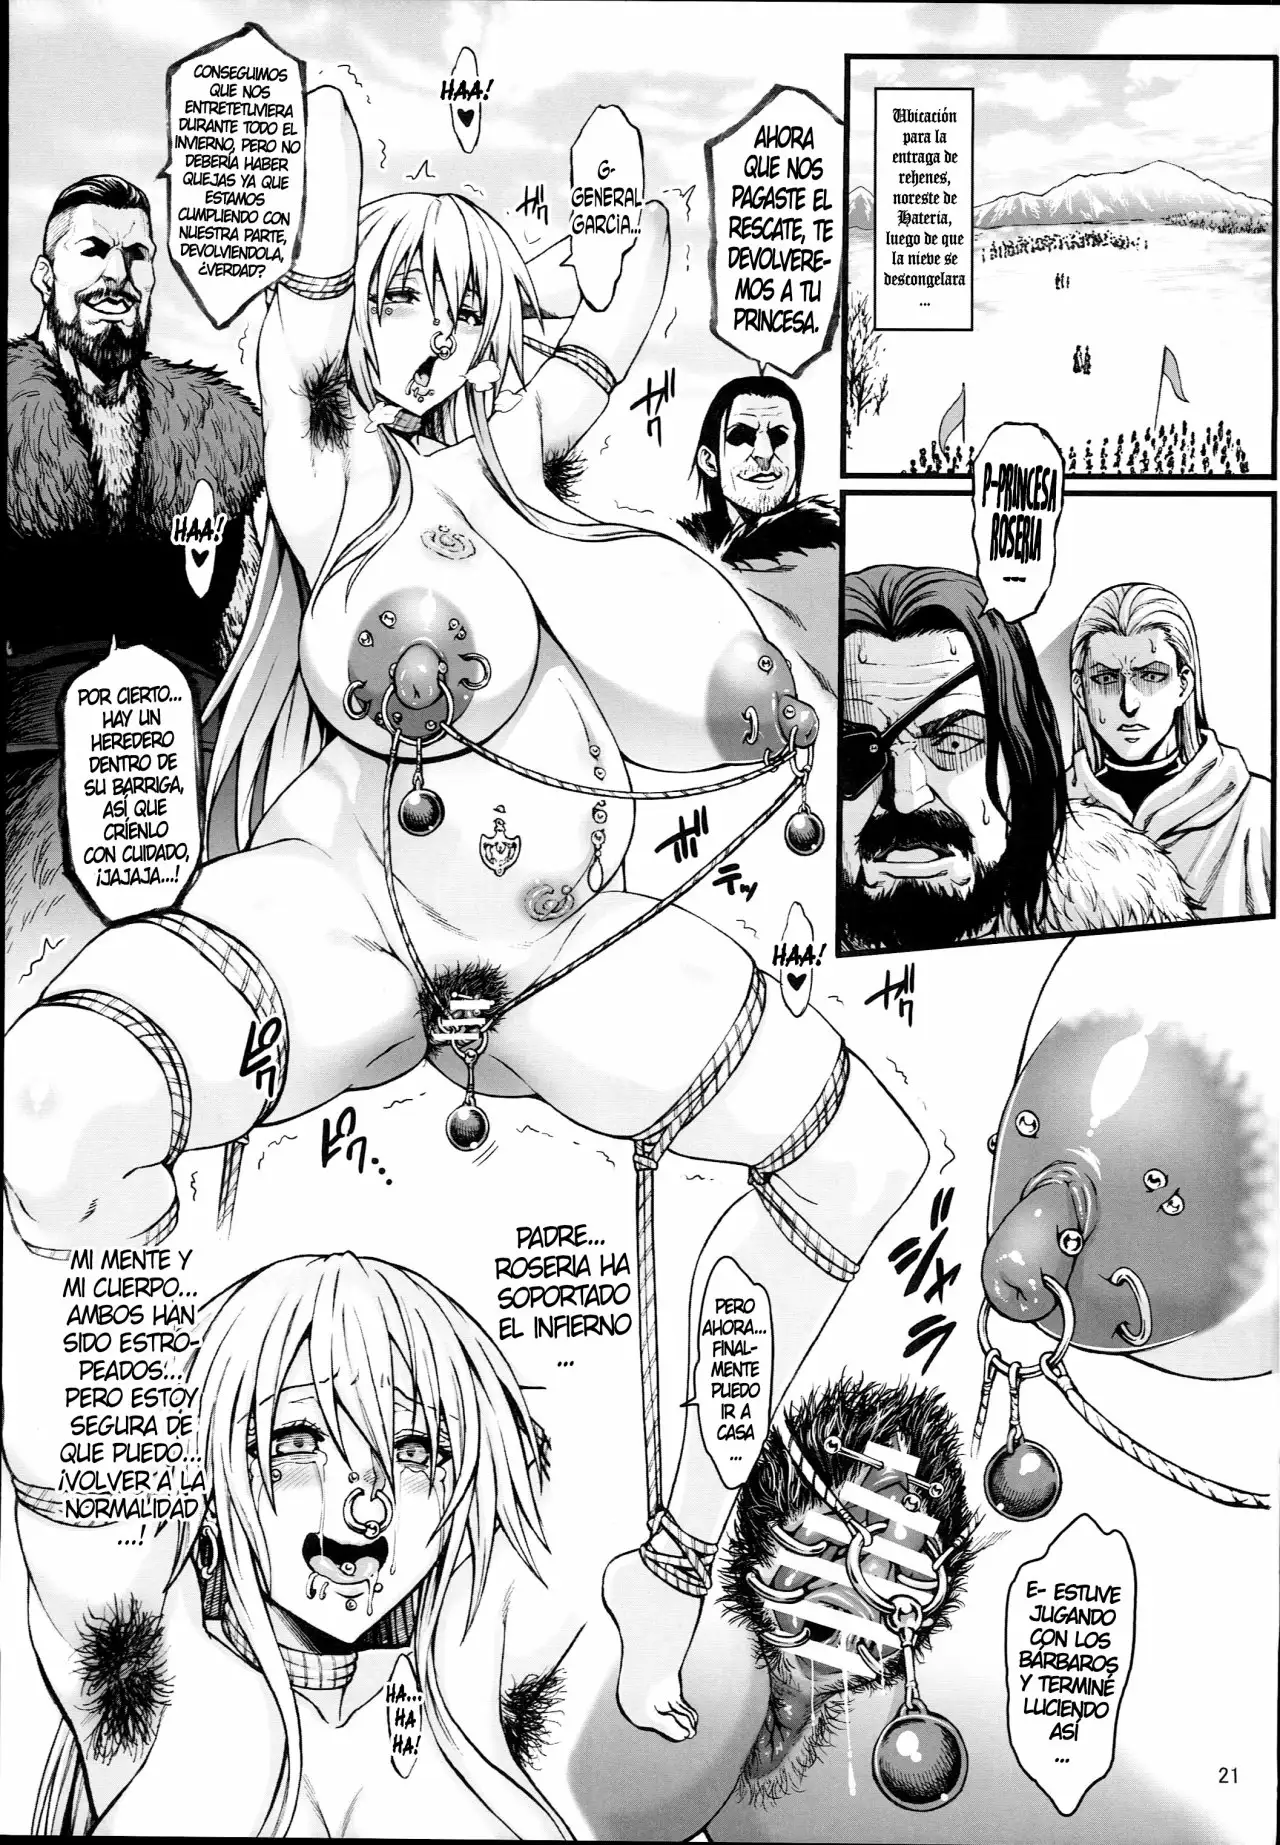 Ubicación
para la
entraga de
rehenes,
noreste de
Hateria,
luego de que
la nieve se
descongelara
...
P-PRINCESA
ROSERIA
...
AHORA
QUE NOS
PAGASTE EL
RESCATE, TE
DEVOLVERE-
MOS A TU
PRINCESA.
G-
GENERAL
GARCIA...
HAA!
♥
CONSEGUIMOS
QUE NOS
ENTRETETUVIERA
DURANTE TODO EL
INVIERNO, PERO NO
DEBERÍA HABER
QUEJAS YA QUE
ESTAMOS
CUMPLIENDO CON
NUESTRA PARTE,
DEVOLVIENDOLA,
¿VERDAD?
HAA!
♥
POR CIERTO...
HAY UN
HEREDERO
DENTRO DE
SU BARRIGA,
ASÍ QUE
CRÍENLO
CON CUIDADO,
¡JAJAJA...!
HAA!
♥
E- ESTUVE
JUGANDO
CON LOS
BÁRBAROS
Y TERMINÉ
LUCIENDO
ASÍ
...
PERO
AHORA...
FINAL-
MENTE
PUEDO
IR A
CASA
...
PADRE...
ROSERIA HA
SOPORTADO
EL INFIERNO
...
MI MENTE Y
MI CUERPO...
AMBOS HAN
SIDO ESTRO-
PEADOS...
PERO ESTOY
SEGURA DE
QUE PUEDO...
¡VOLVER A LA
NORMALIDAD
...!
HA...
HA
HA!
21